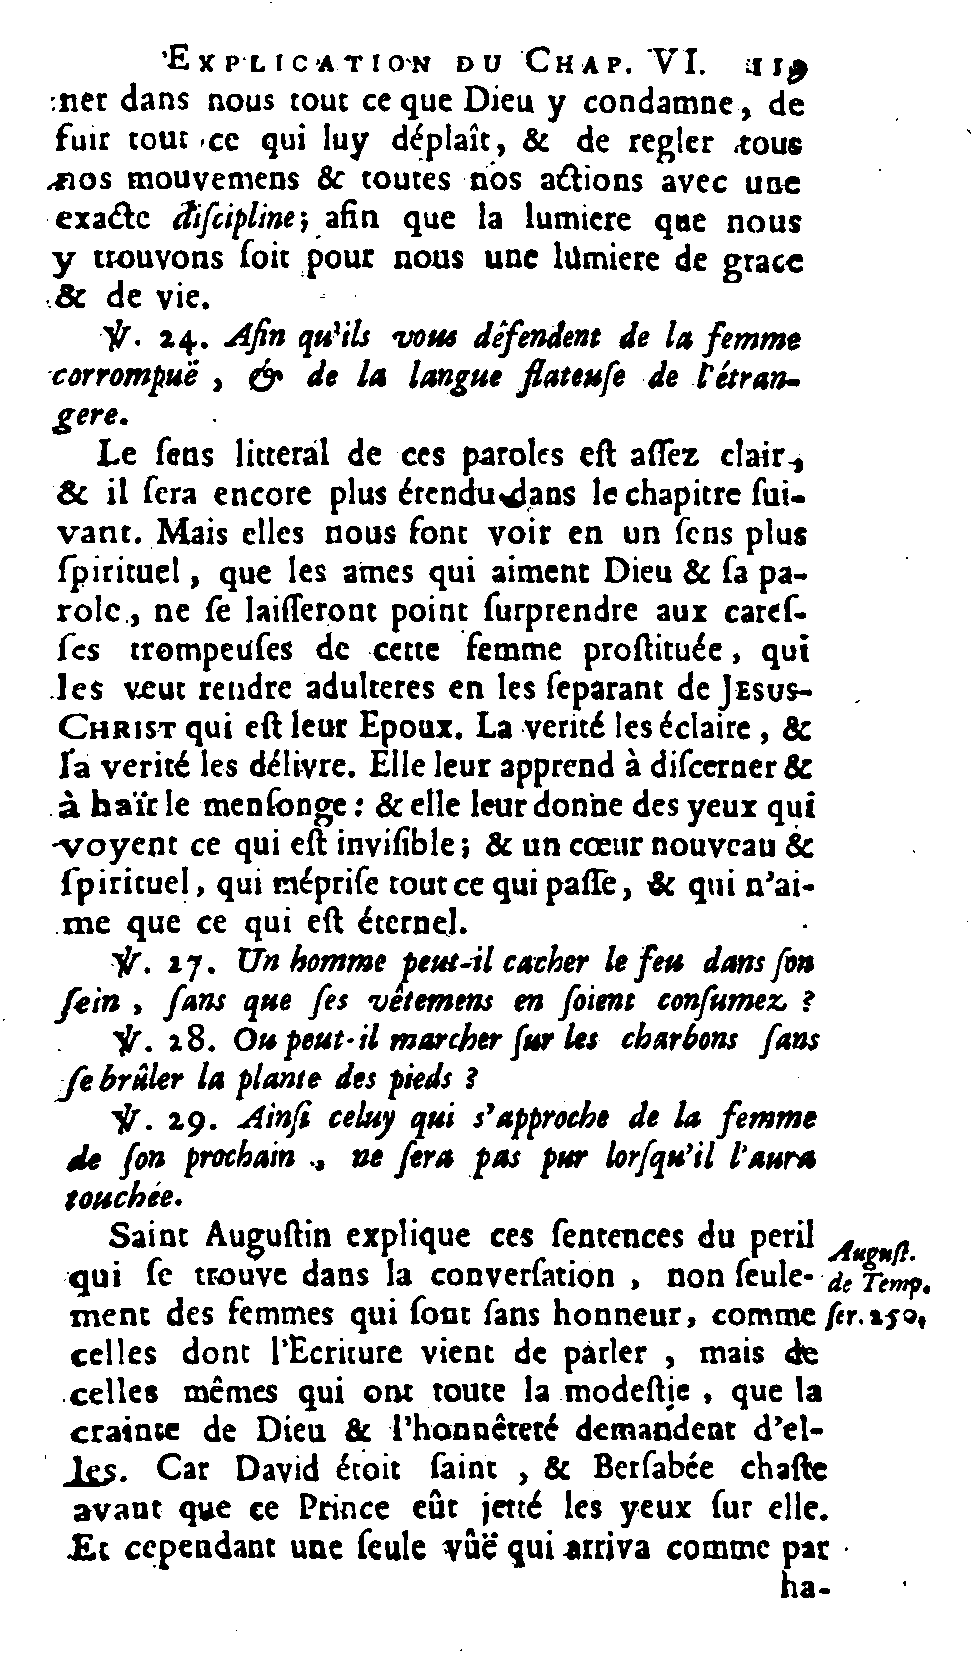 EXPLICATION DU CHAP. VI. 119
ner dans nous tout ce que Dieu y condamne, de
fuir tout ce qui luy déplaît, & de regler tous
nos mouvemens & toutes nos actions avec une
exacte diſcipline; afin que la lumiere que nous
y trouvons ſoit pour nous une lumiere de grace
& de vie.
℣. 24. Afin qu'ils vous défendent de la femme
corrompuë, & de la langue flateuſe de l'étran-
gere.
Le ſens litteral de ces paroles eſt aſſez clair,
& il ſera encore plus étendu dans le chapitre ſui-
vant. Mais elles nous font voir en un ſens plus
ſpirituel, que les ames qui aiment Dieu & ſa pa-
role, ne ſe laiſſeront point ſurprendre aux careſ-
ſes trompeuſes de cette femme proſtituée, qui
les veut rendre adulteres en les ſeparant de JESUS-
CHRIST qui eſt leur Epoux. La verité les éclaire, &
la verité les délivre. Elle leur apprend à diſcerner &
à haïr le menſonge: & elle leur donne des yeux qui
voyent ce qui eſt inviſible; & un cœur nouveau &
ſpirituel, qui mépriſe tout ce qui paſſe, & qui n'ai-
me que ce qui eſt éternel.
℣. 27. Un homme peut-il cacher le feu dans ſon
ſein, ſans que ſes vêtemens en ſoient conſumez ?
℣. 28. Ou peut-il marcher ſur les charbons ſans
ſe brûler la plante des pieds ?
℣. 29. Ainſi celuy qui s'approche de la femme
de ſon prochain, ne ſera pas pur lorſqu'il l'aura
touchée.
Saint Auguſtin explique ces ſentences du peril
qui ſe trouve dans la converſation, non ſeule-
ment des femmes qui ſont ſans honneur, comme
celles dont l'Ecriture vient de parler, mais de
celles mêmes qui ont toute la modeſtie, que la
crainte de Dieu & l'honnêteté demandent d'el-
les. Car David étoit ſaint, & Berſabée chaſte
avant que ce Prince eût jetté les yeux ſur elle.
Et cependant une ſeule vûë qui arriva comme par
ha-
Auguſt.
de Temp.
ſer. 250,